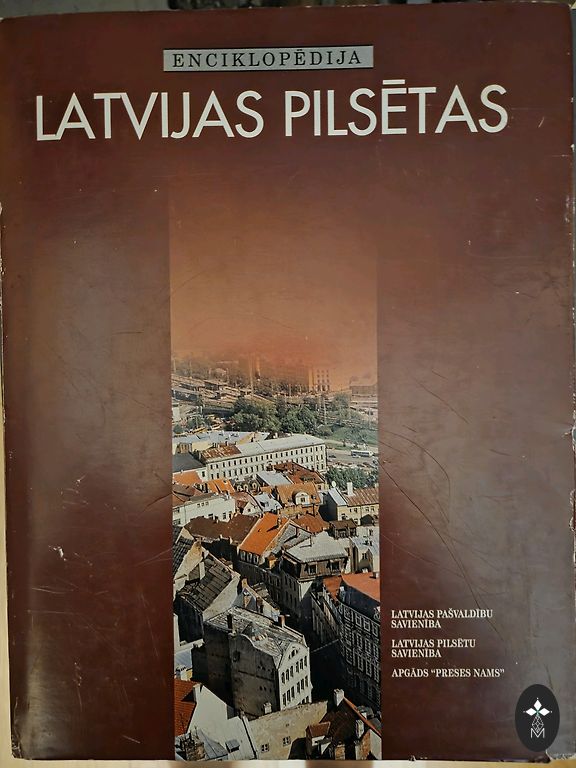 ENCIKLOPĒDIJA
LATVIJAS PILSĒTAS
LATVIJAS PAŠVALDĪBU
SAVIENĪBA
LATVIJAS PILSĒTU
SAVIENĪBA
APGĀDS "PRESES NAMS"